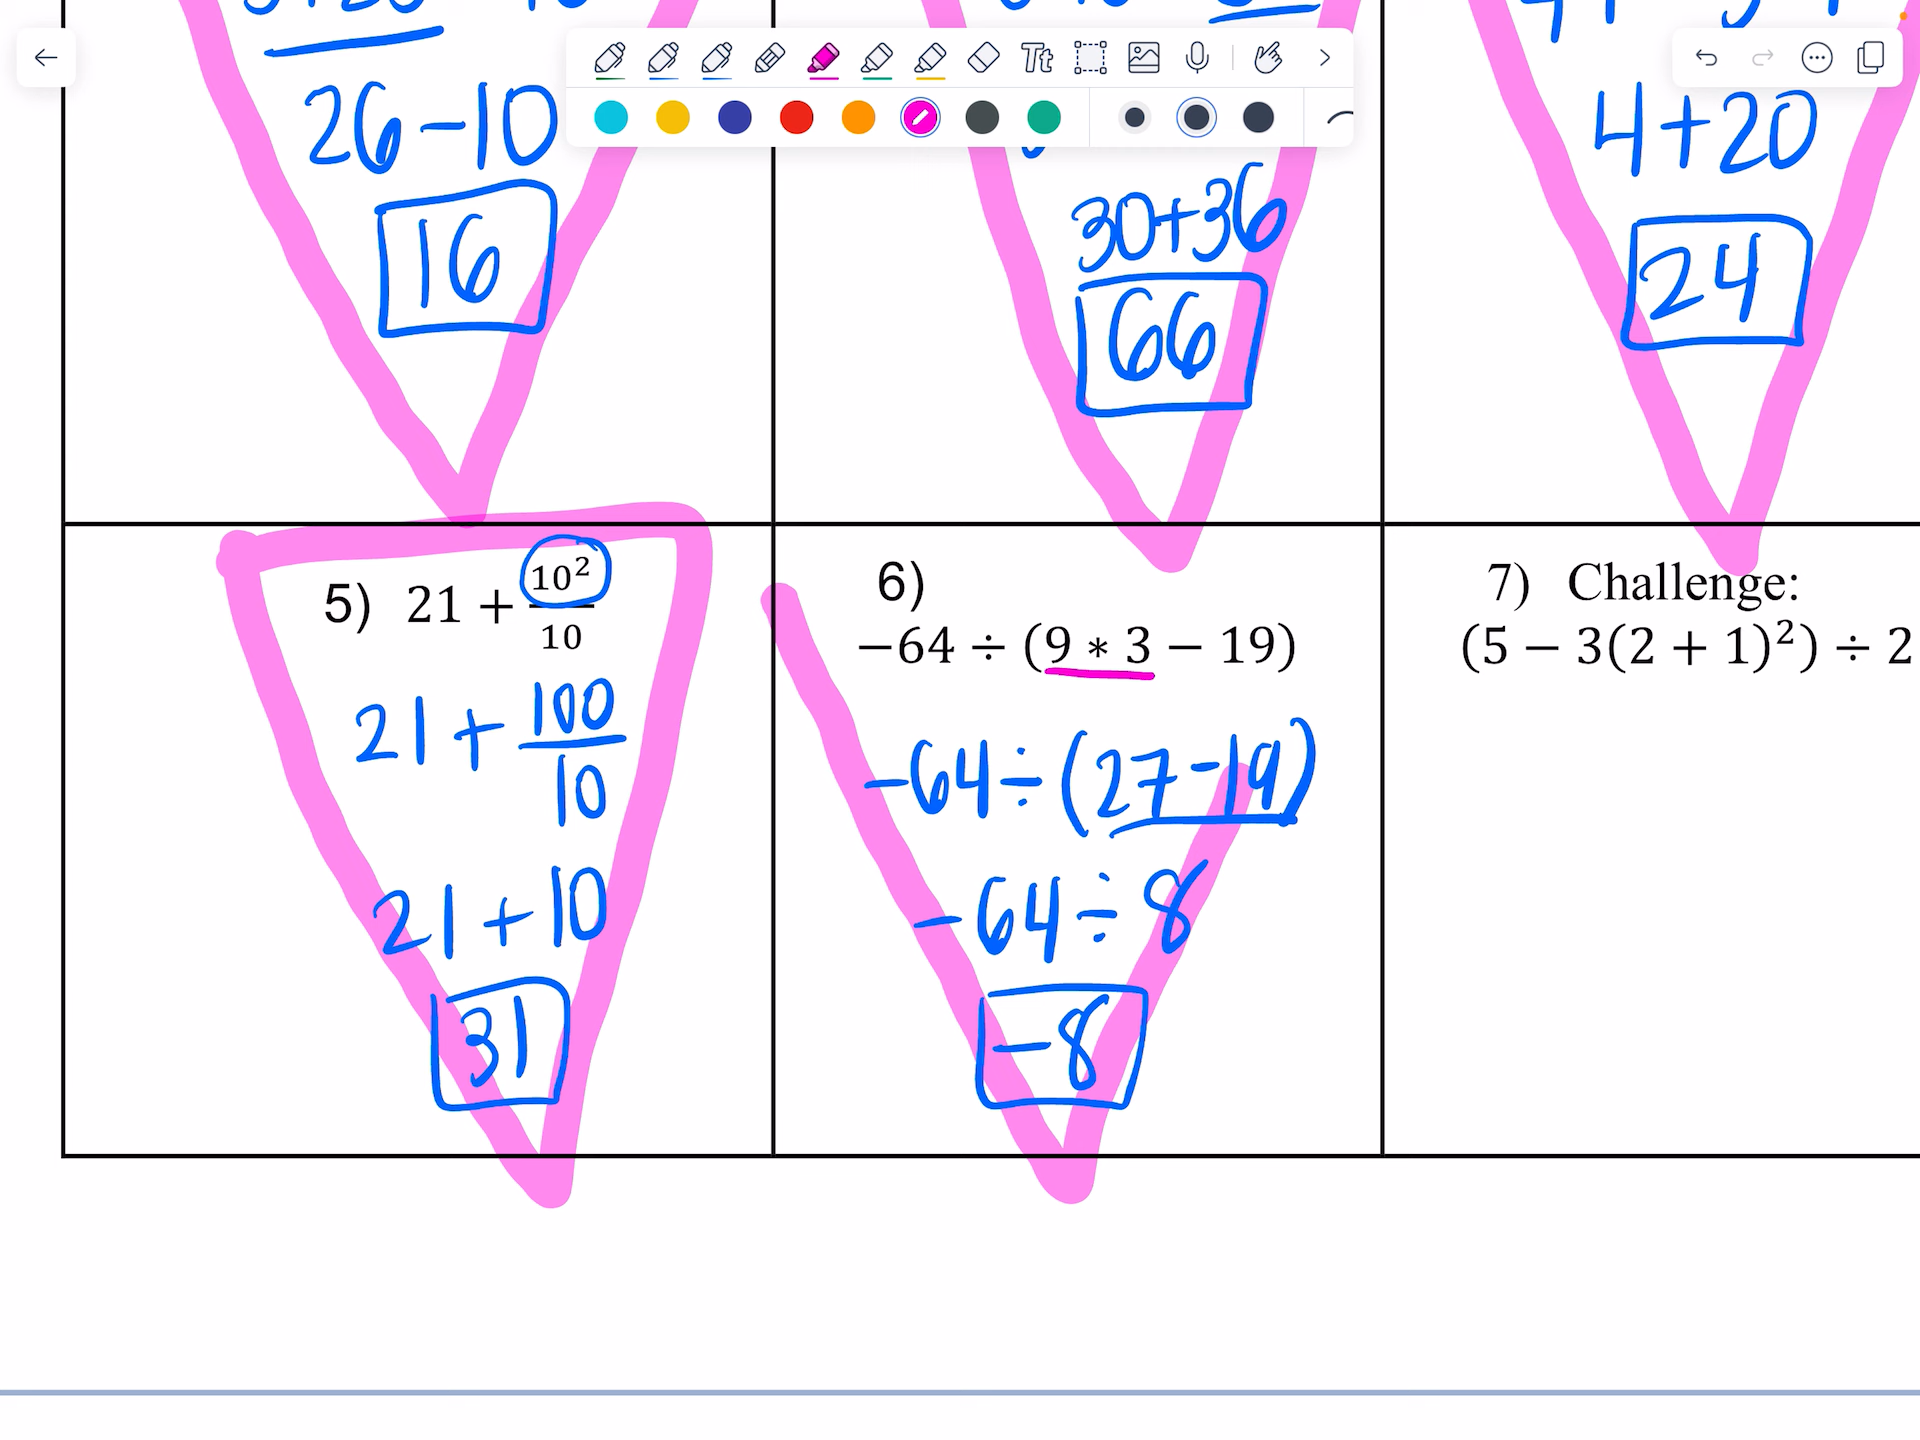 26-10
16
30+36
66
4+20
24
Tt
5) 21 + 10² / 10
21 + 100 / 10
21 + 10
31
6)
−64 ÷ (9 * 3 − 19)
-64÷(27-19)
-64÷8
-8
7) Challenge:
(5 − 3(2 + 1)²) ÷ 2